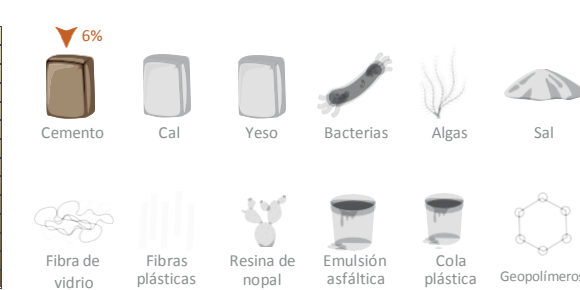 6%
Cemento Cal Yeso Bacterias Algas Sal
Fibra de vidrio Fibras plásticas Resina de nopal Emulsión asfáltica Cola plástica Geopolímeros